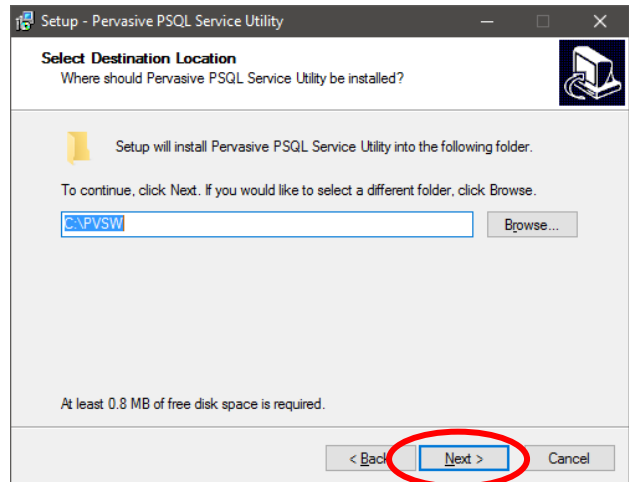 Setup - Pervasive PSQL Service Utility
Select Destination Location
Where should Pervasive PSQL Service Utility be installed?
Setup will install Pervasive PSQL Service Utility into the following folder.
To continue, click Next. If you would like to select a different folder, click Browse.
C:\PVSW
Browse...
At least 0.8 MB of free disk space is required.
< Back
Next >
Cancel